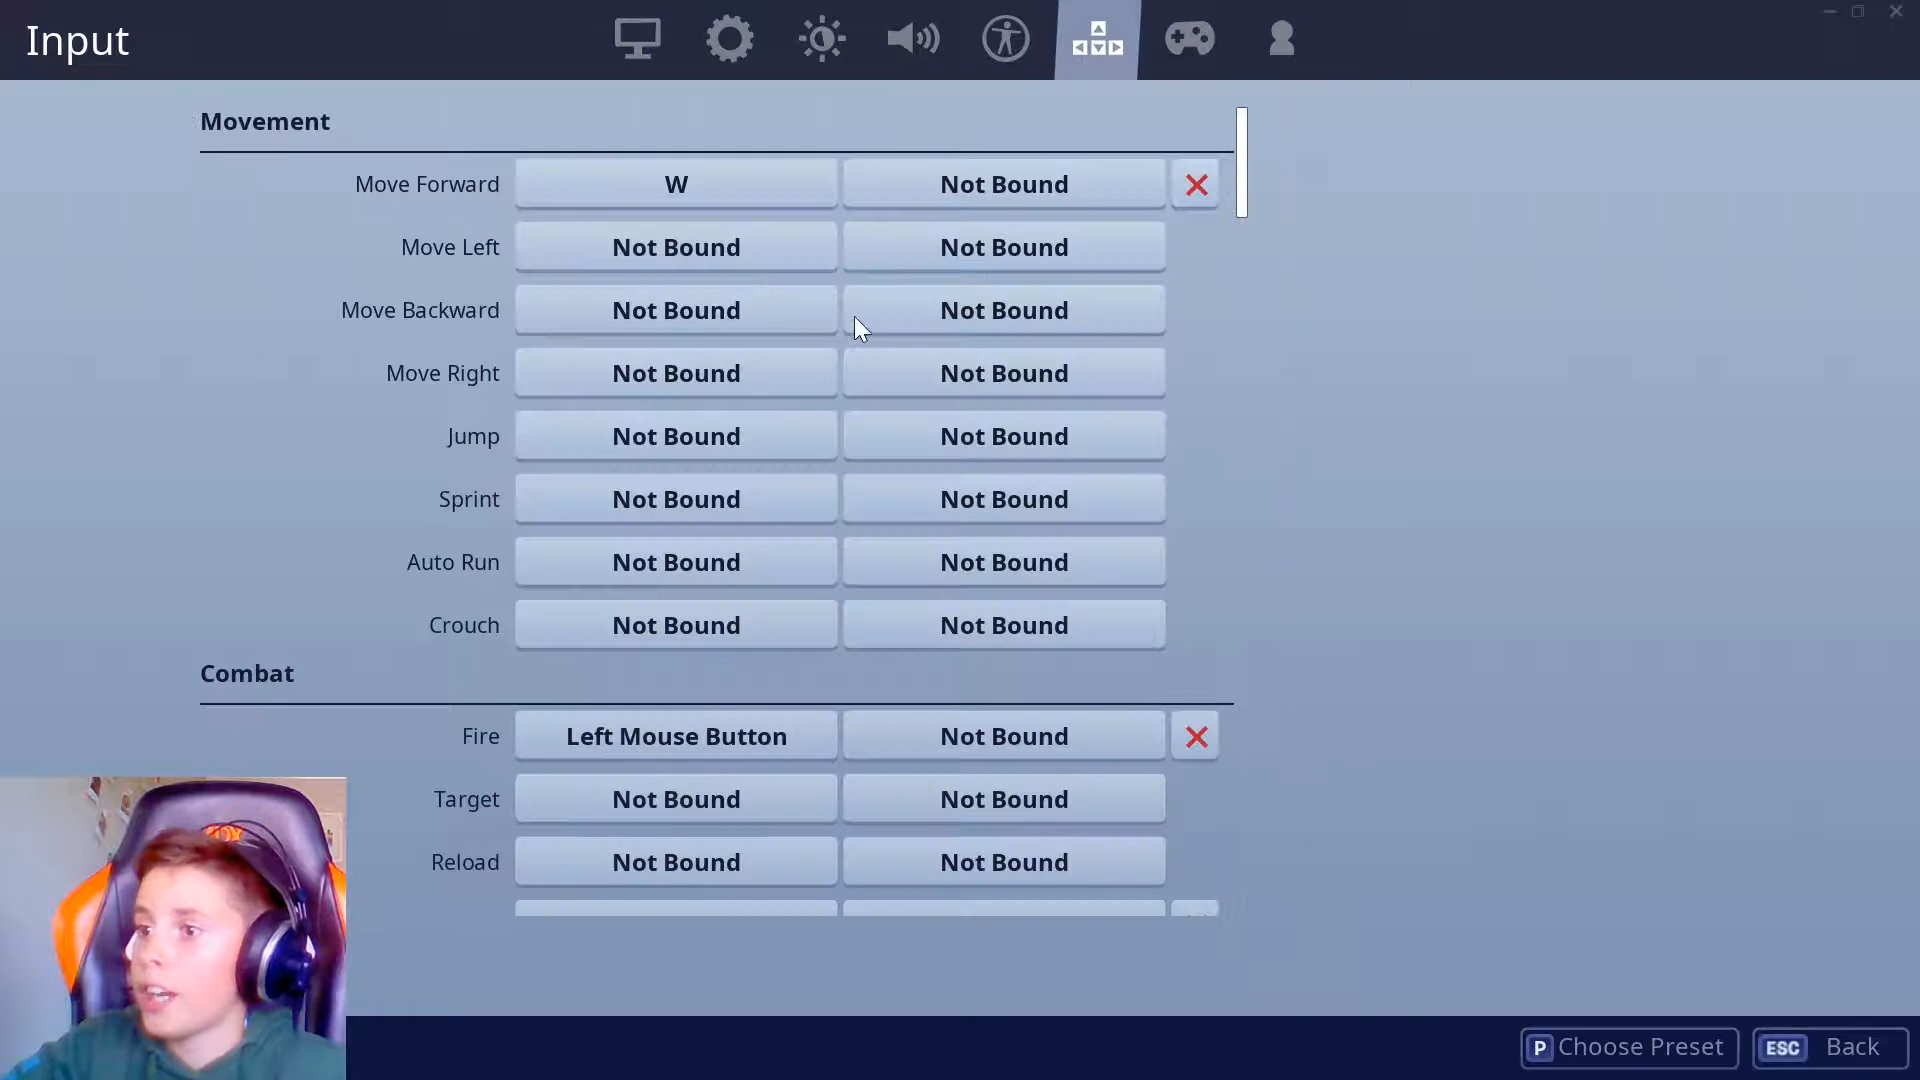 Input
Movement
Move Forward W Not Bound
Move Left Not Bound Not Bound
Move Backward Not Bound Not Bound
Move Right Not Bound Not Bound
Jump Not Bound Not Bound
Sprint Not Bound Not Bound
Auto Run Not Bound Not Bound
Crouch Not Bound Not Bound
Combat
Fire Left Mouse Button Not Bound
Target Not Bound Not Bound
Reload Not Bound Not Bound
P Choose Preset ESC Back